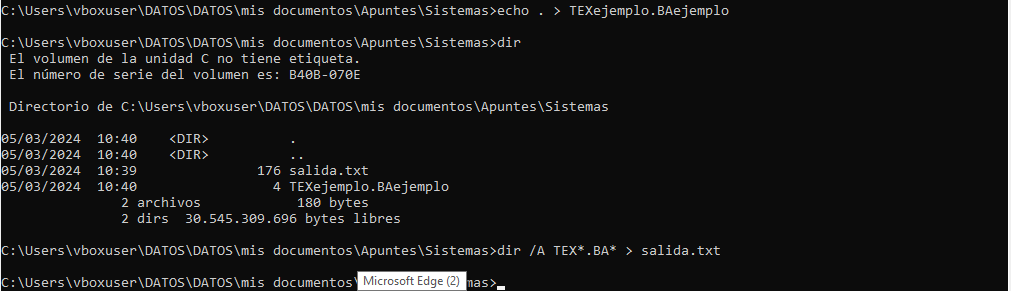 C:\Users\vboxuser\DATOS\DATOS\mis documentos\Apuntes\Sistemas>echo . > TEXejemplo.BAejemplo
C:\Users\vboxuser\DATOS\DATOS\mis documentos\Apuntes\Sistemas>dir
El volumen de la unidad C no tiene etiqueta.
El número de serie del volumen es: B40B-070E
Directorio de C:\Users\vboxuser\DATOS\DATOS\mis documentos\Apuntes\Sistemas
05/03/2024  10:40    <DIR>          .
05/03/2024  10:40    <DIR>          ..
05/03/2024  10:39               176 salida.txt
05/03/2024  10:40                 4 TEXejemplo.BAejemplo
2 archivos            180 bytes
2 dirs  30.545.309.696 bytes libres
C:\Users\vboxuser\DATOS\DATOS\mis documentos\Apuntes\Sistemas>dir /A TEX*.BA* > salida.txt
C:\Users\vboxuser\DATOS\DATOS\mis documentos\ Microsoft Edge (2) mas>